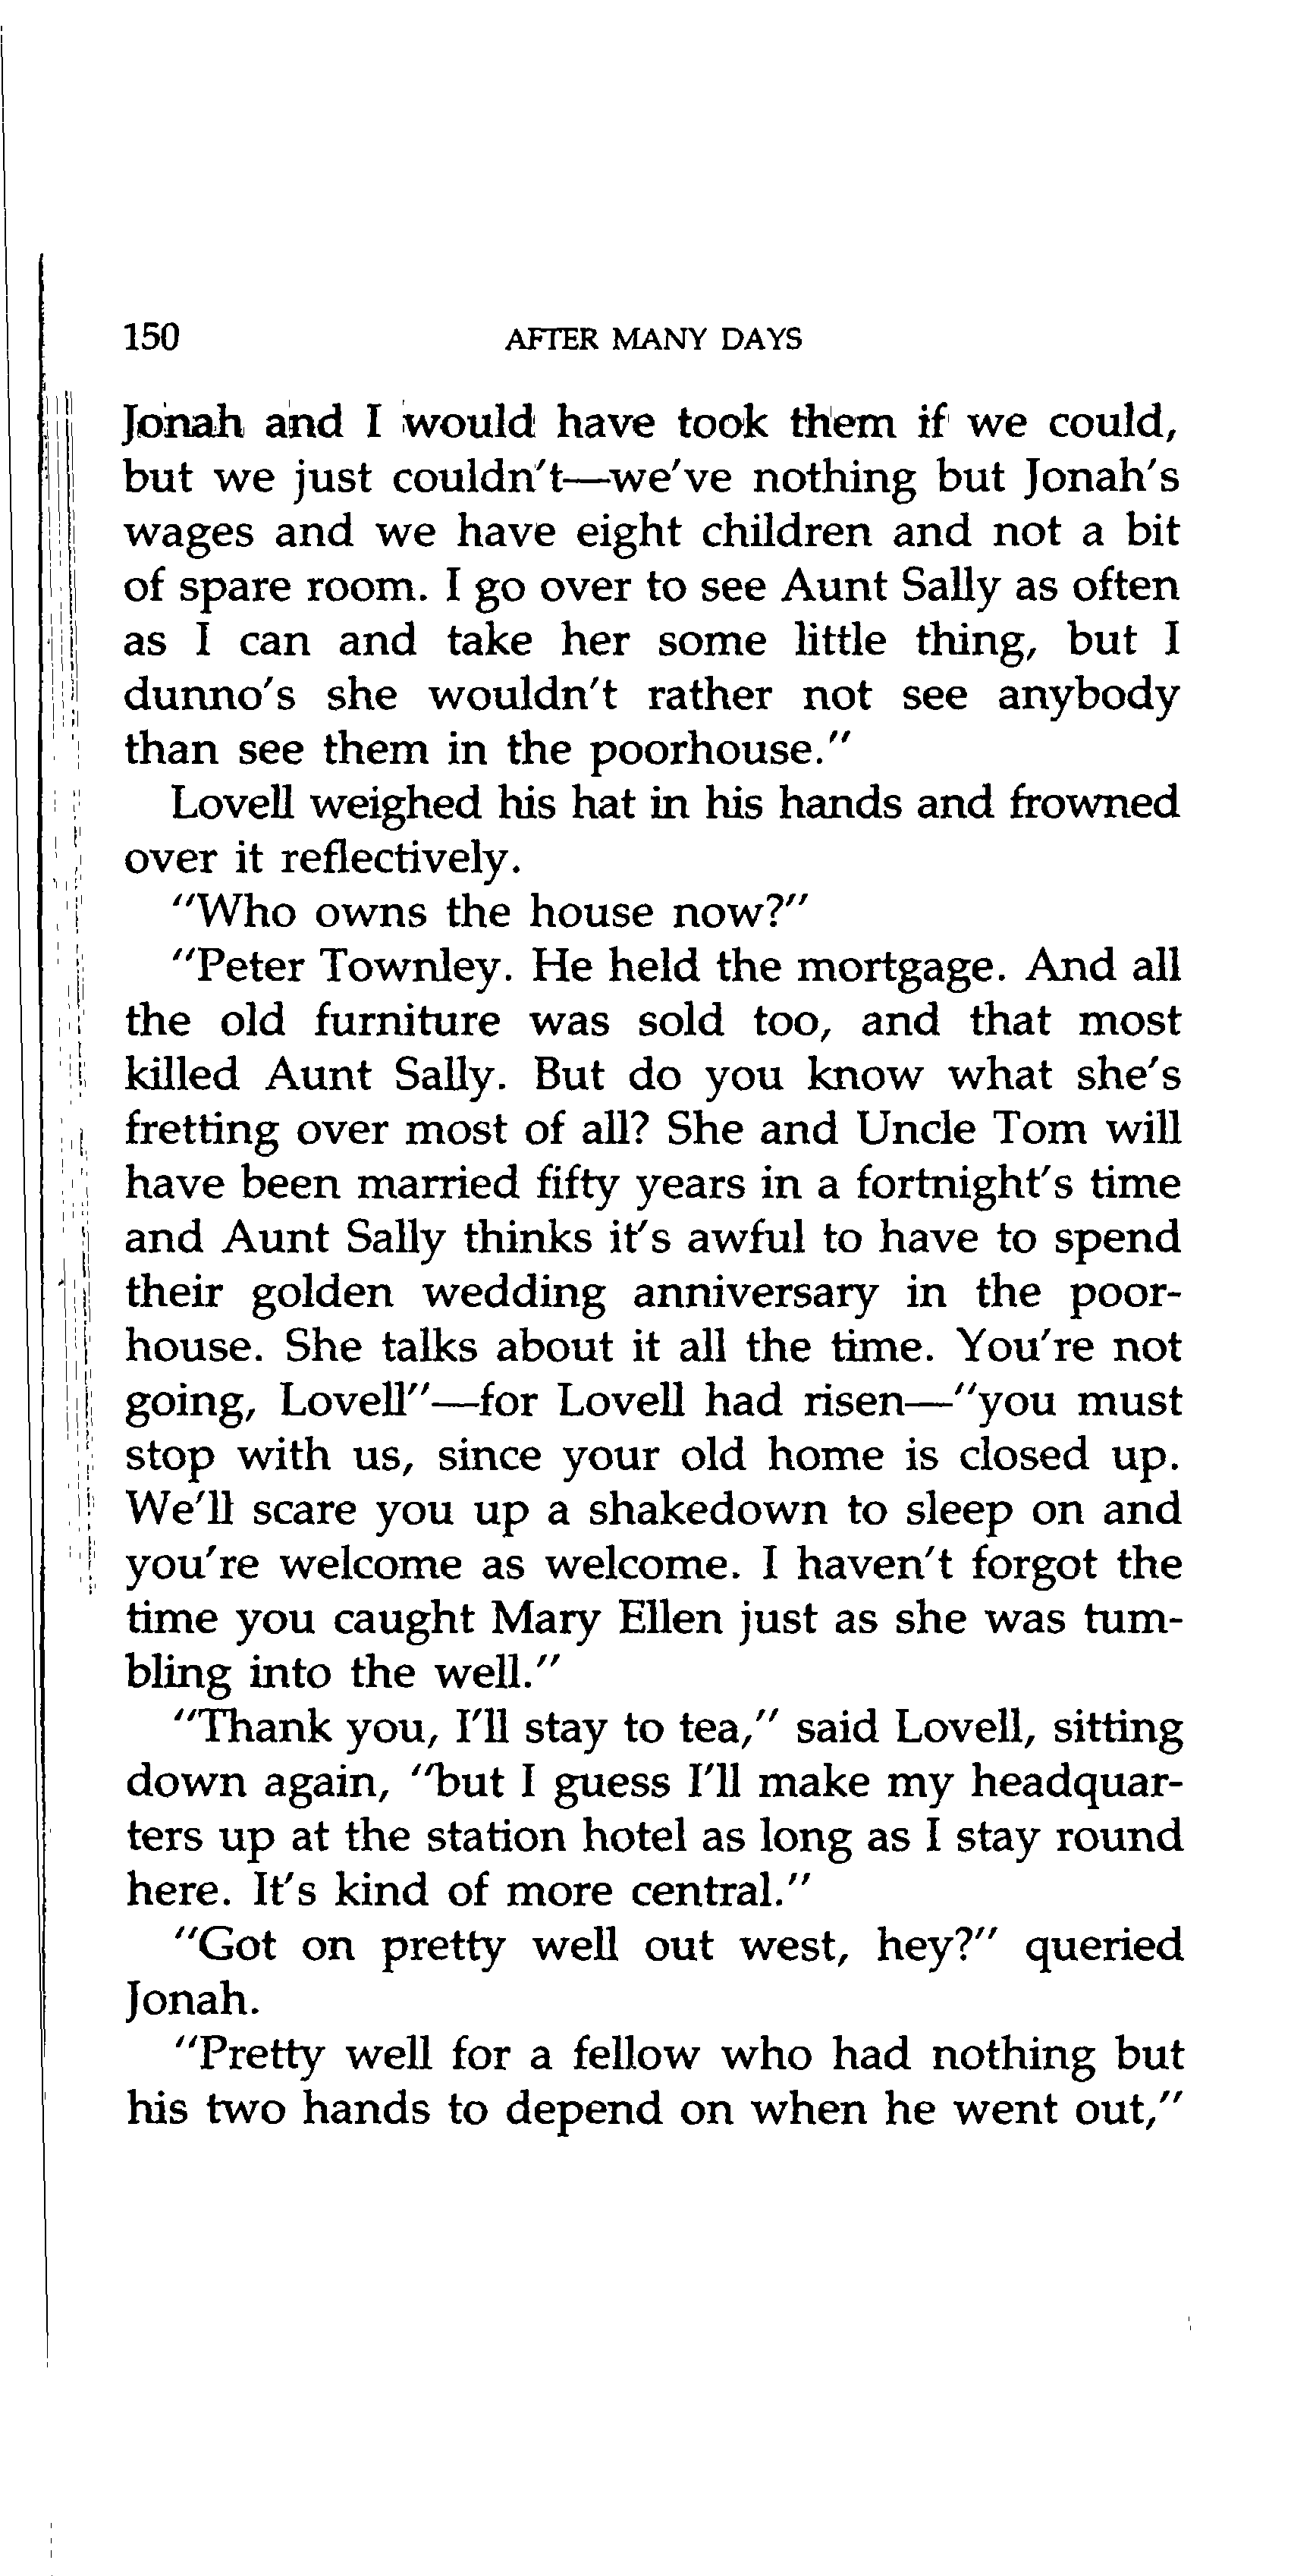 150 AFTER MANY DAYS
Jonah and I would have took them if we could,
but we just couldn't—we've nothing but Jonah's
wages and we have eight children and not a bit
of spare room. I go over to see Aunt Sally as often
as I can and take her some little thing, but I
dunno's she wouldn't rather not see anybody
than see them in the poorhouse."
Lovell weighed his hat in his hands and frowned
over it reflectively.
"Who owns the house now?"
"Peter Townley. He held the mortgage. And all
the old furniture was sold too, and that most
killed Aunt Sally. But do you know what she's
fretting over most of all? She and Uncle Tom will
have been married fifty years in a fortnight's time
and Aunt Sally thinks it's awful to have to spend
their golden wedding anniversary in the poor-
house. She talks about it all the time. You're not
going, Lovell"—for Lovell had risen—"you must
stop with us, since your old home is closed up.
We'll scare you up a shakedown to sleep on and
you're welcome as welcome. I haven't forgot the
time you caught Mary Ellen just as she was tum-
bling into the well."
"Thank you, I'll stay to tea," said Lovell, sitting
down again, "but I guess I'll make my headquar-
ters up at the station hotel as long as I stay round
here. It's kind of more central."
"Got on pretty well out west, hey?" queried
Jonah.
"Pretty well for a fellow who had nothing but
his two hands to depend on when he went out,"